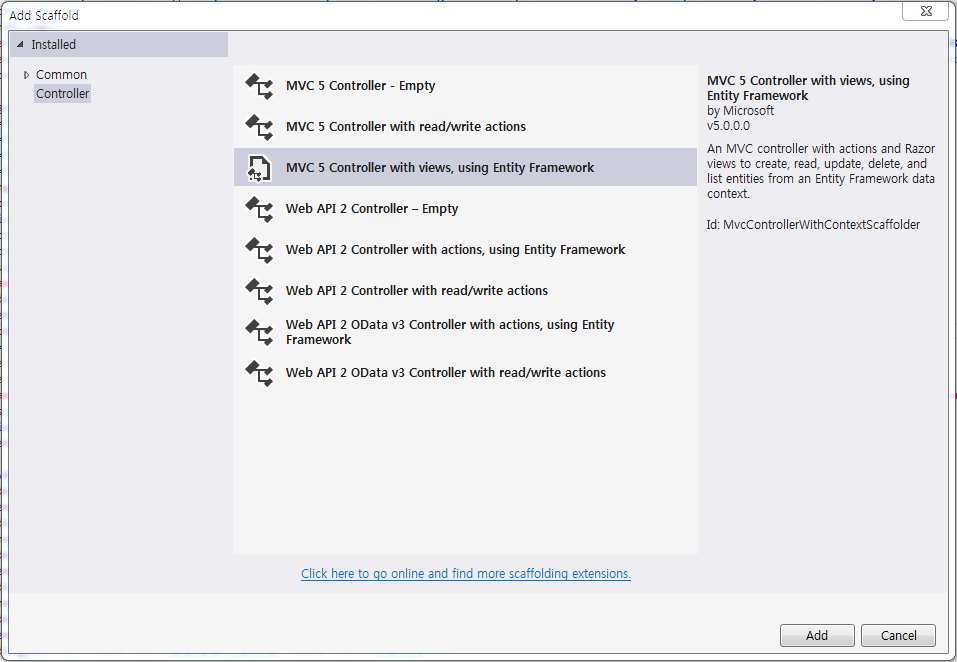 Add Scaffold
Installed
Common
Controller
MVC 5 Controller - Empty
MVC 5 Controller with read/write actions
MVC 5 Controller with views, using Entity Framework
Web API 2 Controller – Empty
Web API 2 Controller with actions, using Entity Framework
Web API 2 Controller with read/write actions
Web API 2 OData v3 Controller with actions, using Entity
Framework
Web API 2 OData v3 Controller with read/write actions
MVC 5 Controller with views, using
Entity Framework
by Microsoft
v5.0.0.0
An MVC controller with actions and Razor
views to create, read, update, delete, and
list entities from an Entity Framework data
context.
Id: MvcControllerWithContextScaffolder
Click here to go online and find more scaffolding extensions.
Add
Cancel